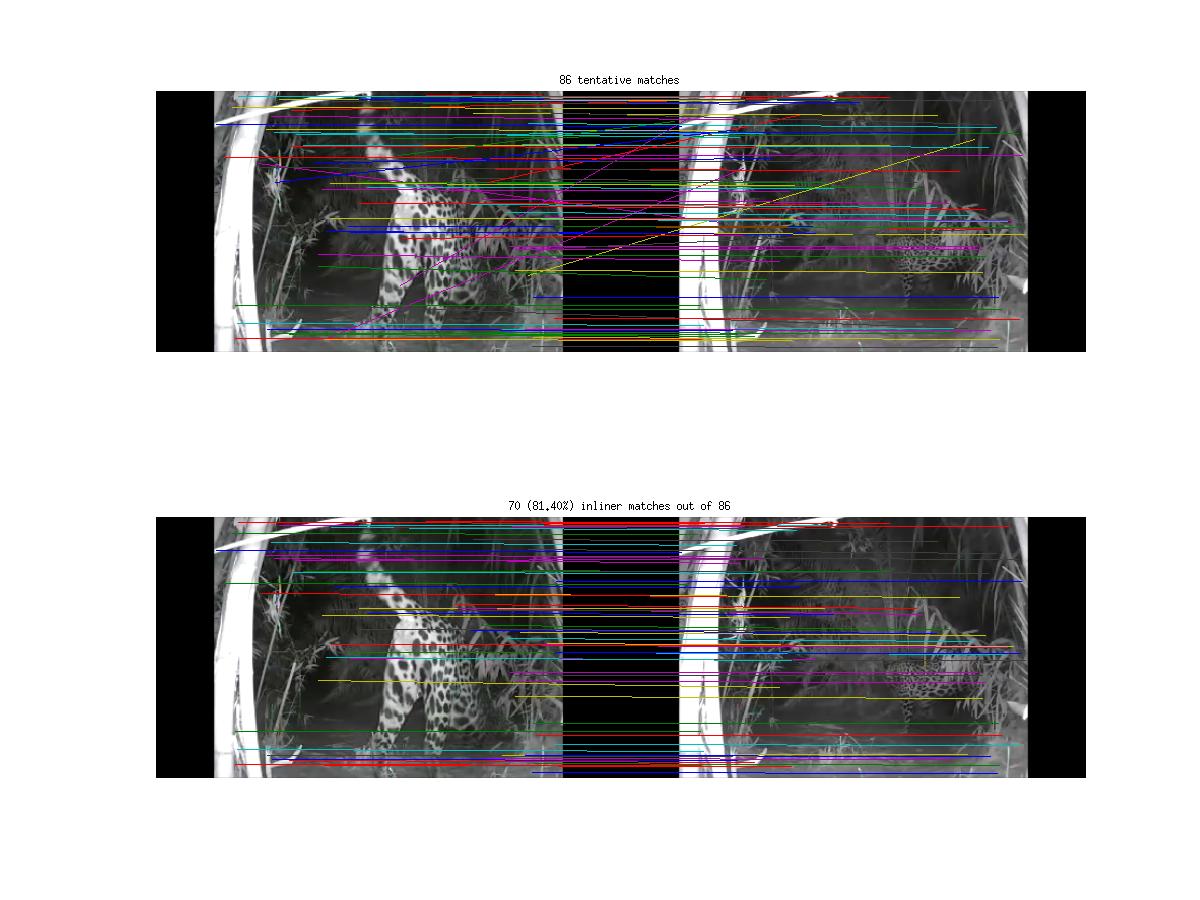 86 tentative matches
70 (81.40%) inliner matches out of 86